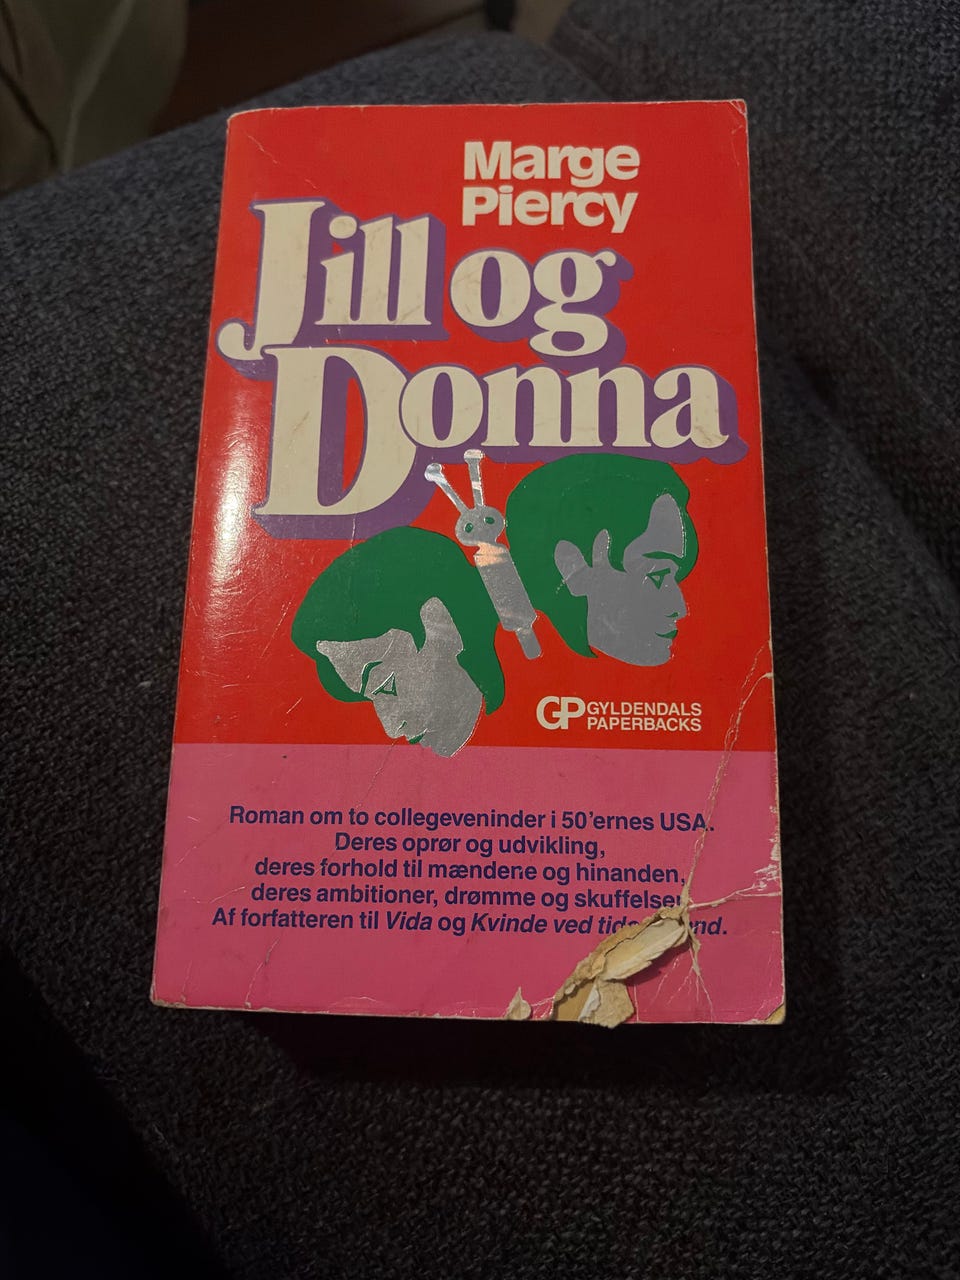 Marge
Piercy
Jill og
Donna
GP GYLDENDALS
PAPERBACKS
Roman om to collegeveninder i 50'ernes USA.
Deres oprør og udvikling,
deres forhold til mændene og hinanden,
deres ambitioner, drømme og skuffelser.
Af forfatteren til Vida og Kvinde ved